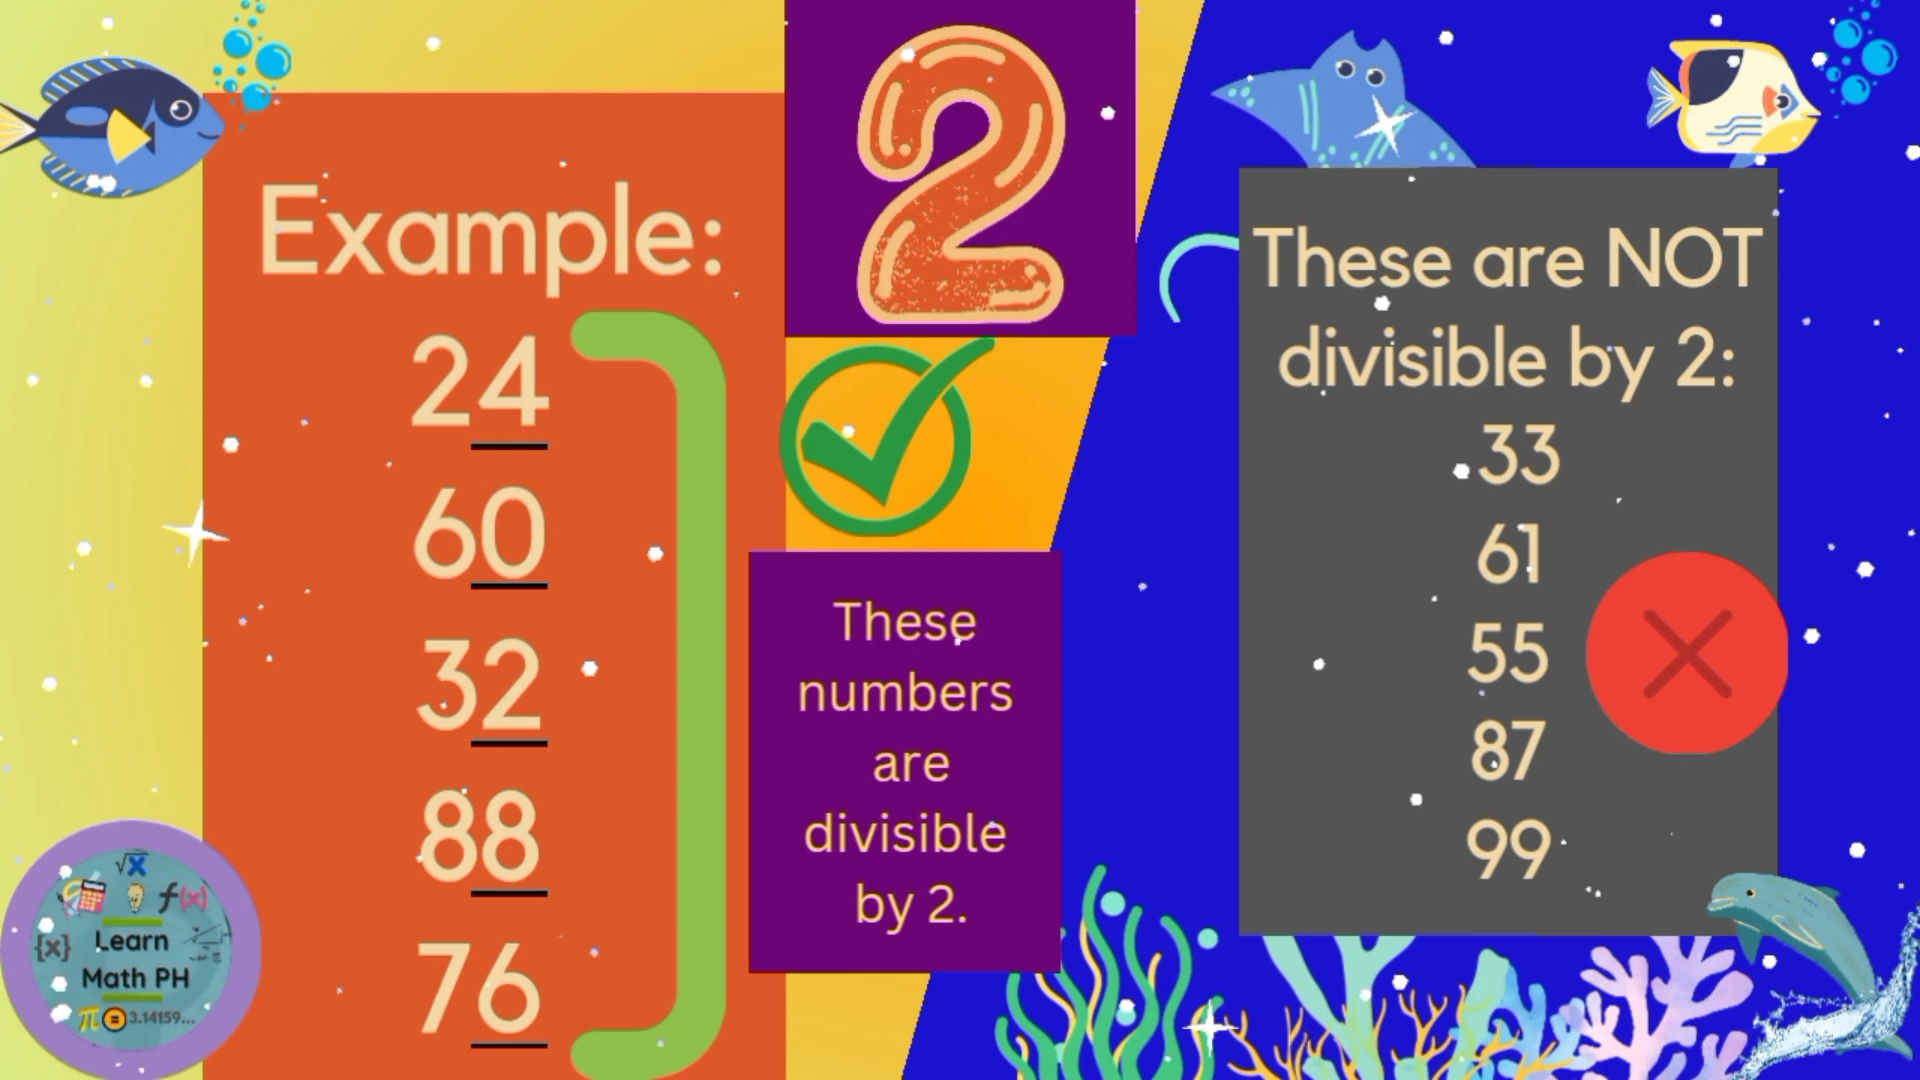 Example:
24
60
32
88
76
2
These
numbers
are
divisible
by 2.
These are NOT
divisible by 2:
33
61
55
87
99
√x
f(x)
{x}
Learn
Math PH
π = 3.14159...